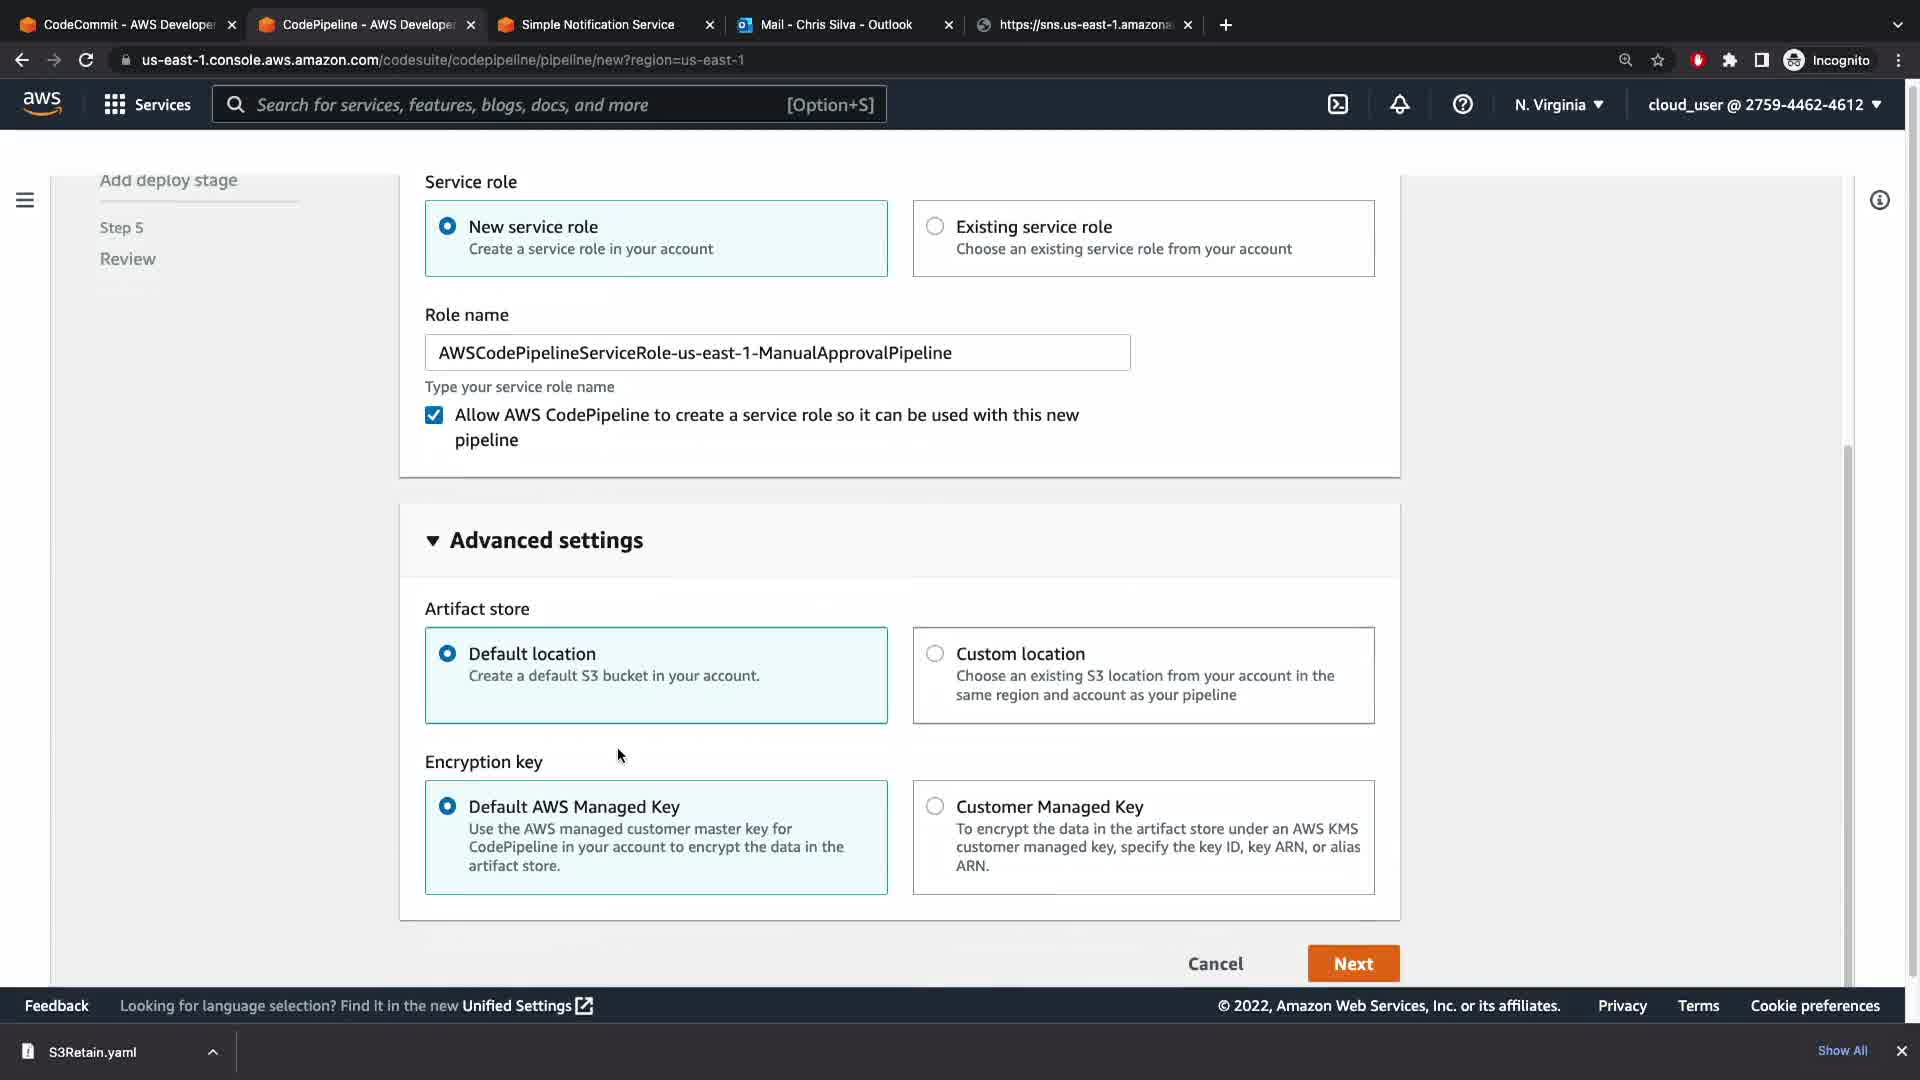 CodeCommit - AWS Develope
CodePipeline - AWS Develope
Simple Notification Service
Mail - Chris Silva - Outlook
https://sns.us-east-1.amazona
us-east-1.console.aws.amazon.com/codesuite/codepipeline/pipeline/new?region=us-east-1
Incognito
aws
Services
Search for services, features, blogs, docs, and more
[Option+S]
N. Virginia
cloud_user @ 2759-4462-4612
Add deploy stage
Step 5
Review
Service role
New service role
Create a service role in your account
Existing service role
Choose an existing service role from your account
Role name
AWSCodePipelineServiceRole-us-east-1-ManualApprovalPipeline
Type your service role name
Allow AWS CodePipeline to create a service role so it can be used with this new
pipeline
Advanced settings
Artifact store
Default location
Create a default S3 bucket in your account.
Custom location
Choose an existing S3 location from your account in the
same region and account as your pipeline
Encryption key
Default AWS Managed Key
Use the AWS managed customer master key for
CodePipeline in your account to encrypt the data in the
artifact store.
Customer Managed Key
To encrypt the data in the artifact store under an AWS KMS
customer managed key, specify the key ID, key ARN, or alias
ARN.
Cancel
Next
Feedback
Looking for language selection? Find it in the new Unified Settings
© 2022, Amazon Web Services, Inc. or its affiliates.
Privacy
Terms
Cookie preferences
S3Retain.yaml
Show All